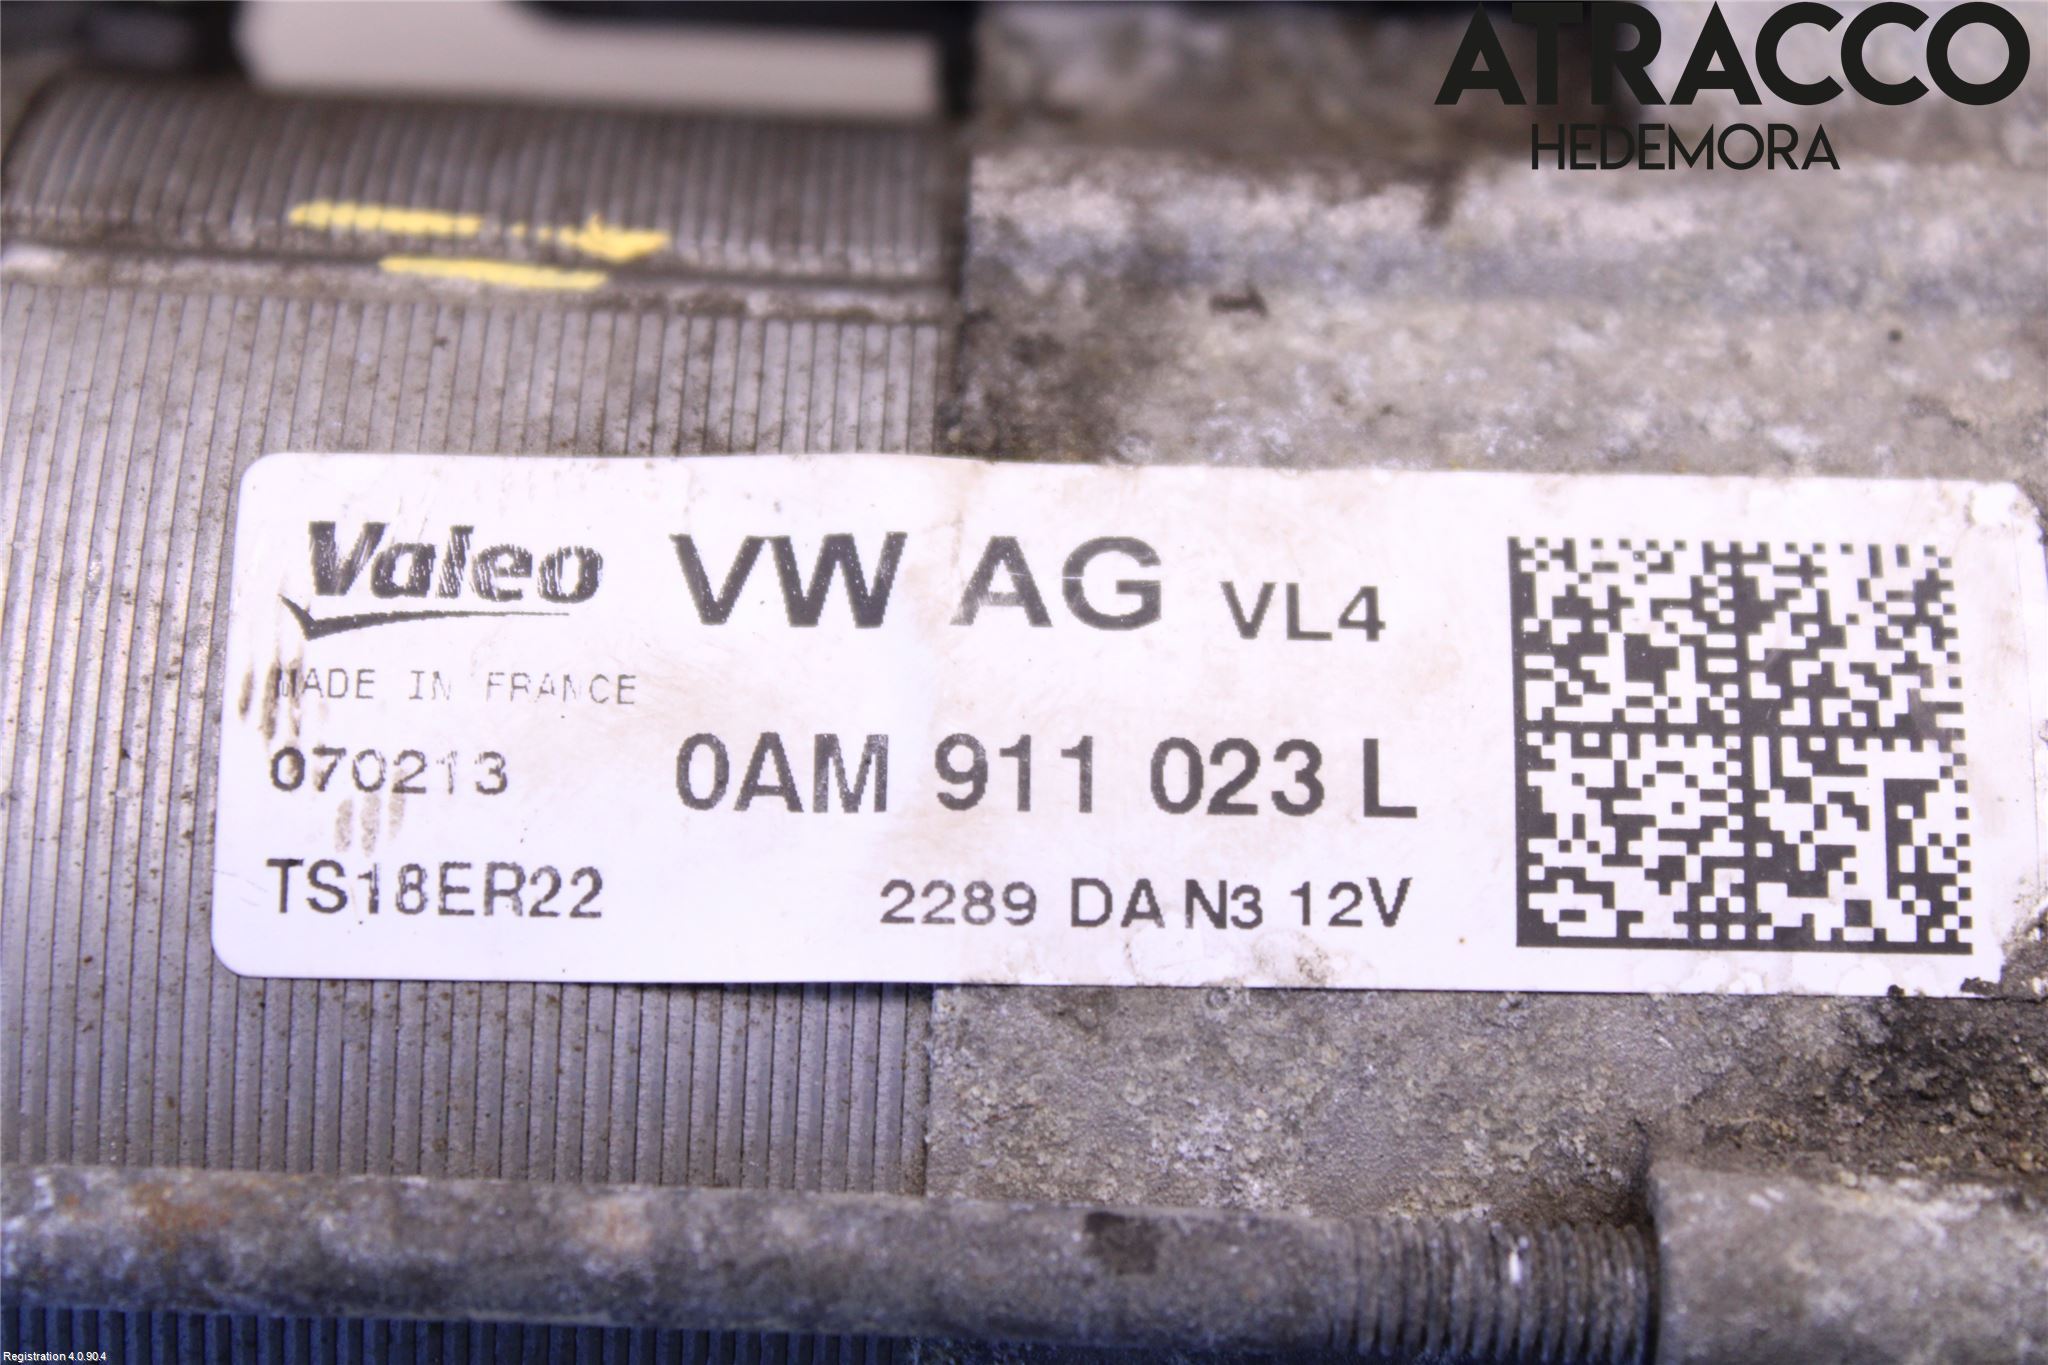 ATRACCO
HEDEMORA
Valeo VW AG VL4
MADE IN FRANCE
070213 0AM 911 023 L
TS18ER22 2289 DA N3 12V
Registration 4.0.90.4